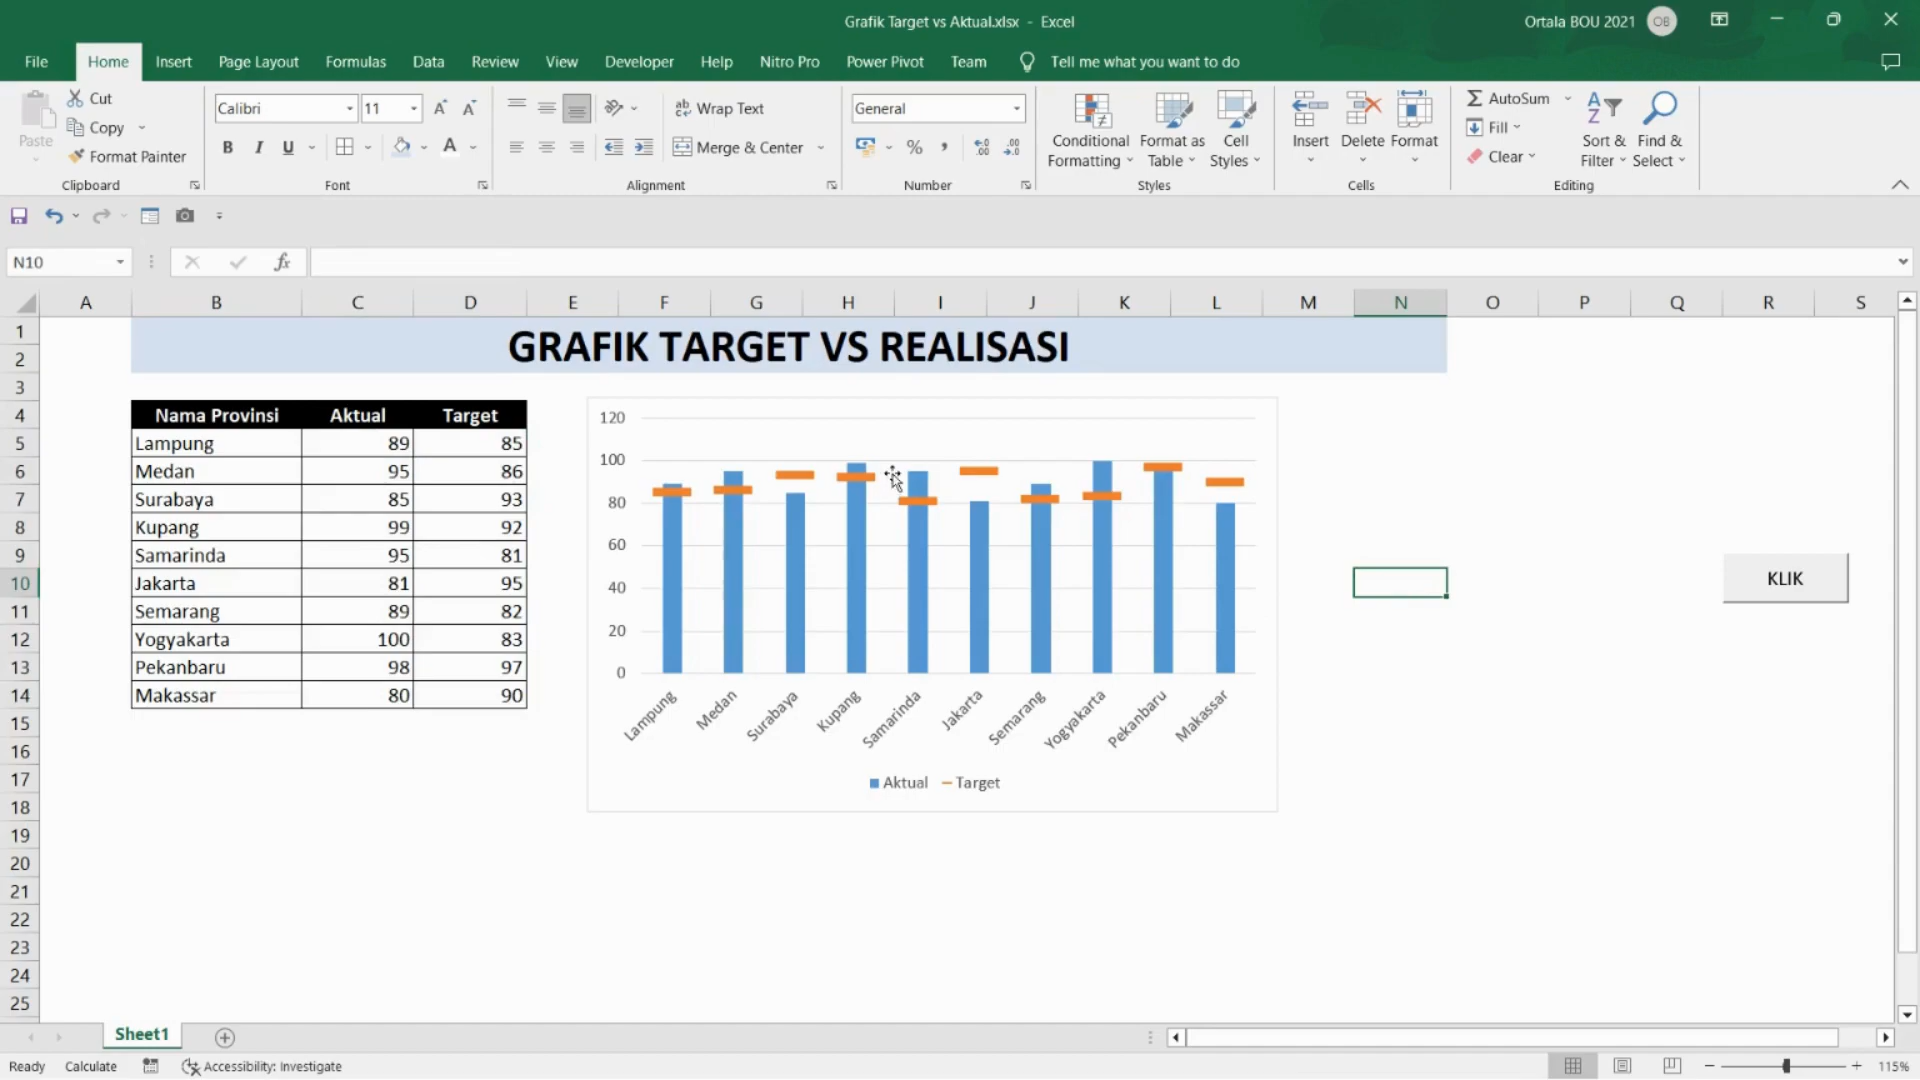 Grafik Target vs Aktual.xlsx - Excel
Ortala BOU 2021 OB
File Home Insert Page Layout Formulas Data Review View Developer Help Nitro Pro Power Pivot Team Tell me what you want to do
Paste
Cut
Copy
Format Painter
Clipboard
Calibri 11
B I U
Font
Wrap Text
Merge & Center
Alignment
General
Number
Conditional Formatting
Format as Table
Cell Styles
Styles
Insert Delete Format
Cells
AutoSum
Fill
Clear
Sort & Filter
Find & Select
Editing
N10 fx
A B C D E F G H I J K L M N O P Q R S
1
2
3
4
5
6
7
8
9
10
11
12
13
14
15
16
17
18
19
20
21
22
23
24
25
GRAFIK TARGET VS REALISASI
Nama Provinsi Aktual Target
Lampung 89 85
Medan 95 86
Surabaya 85 93
Kupang 99 92
Samarinda 95 81
Jakarta 81 95
Semarang 89 82
Yogyakarta 100 83
Pekanbaru 98 97
Makassar 80 90
120
100
80
60
40
20
0
Lampung Medan Surabaya Kupang Samarinda Jakarta Semarang Yogyakarta Pekanbaru Makassar
Aktual Target
KLIK
Sheet1
Ready Calculate Accessibility: Investigate 115%